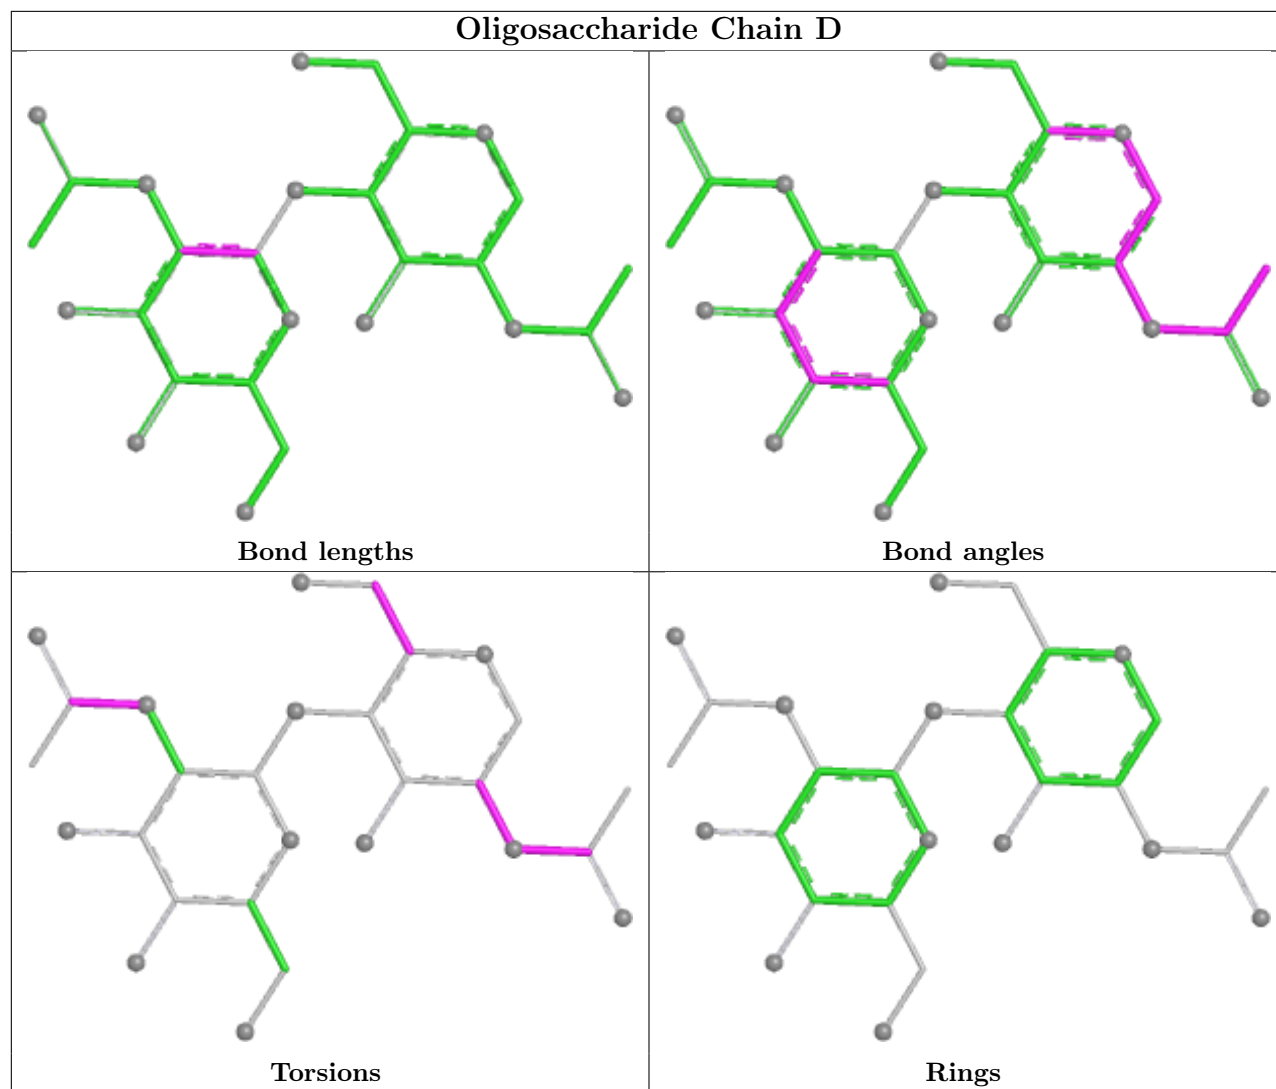 Oligosaccharide Chain D
Bond lengths
Bond angles
Torsions
Rings